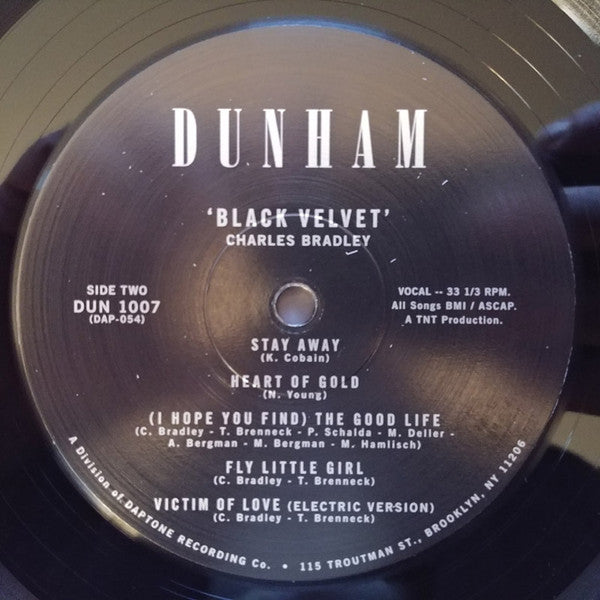 DUNHAM
'BLACK VELVET'
CHARLES BRADLEY
SIDE TWO
DUN 1007
(DAP-054)
VOCAL -- 33 1/3 RPM.
All Songs BMI / ASCAP.
A TNT Production.
STAY AWAY
(K. Cobain)
HEART OF GOLD
(N. Young)
(I HOPE YOU FIND) THE GOOD LIFE
(C. Bradley - T. Brenneck - P. Schalda - M. Deller -
A. Bergman - M. Bergman - M. Hamlisch)
FLY LITTLE GIRL
(C. Bradley - T. Brenneck)
VICTIM OF LOVE (ELECTRIC VERSION)
(C. Bradley - T. Brenneck)
A Division of DAPTONE RECORDING Co. • 115 TROUTMAN ST., BROOKLYN, NY 11206